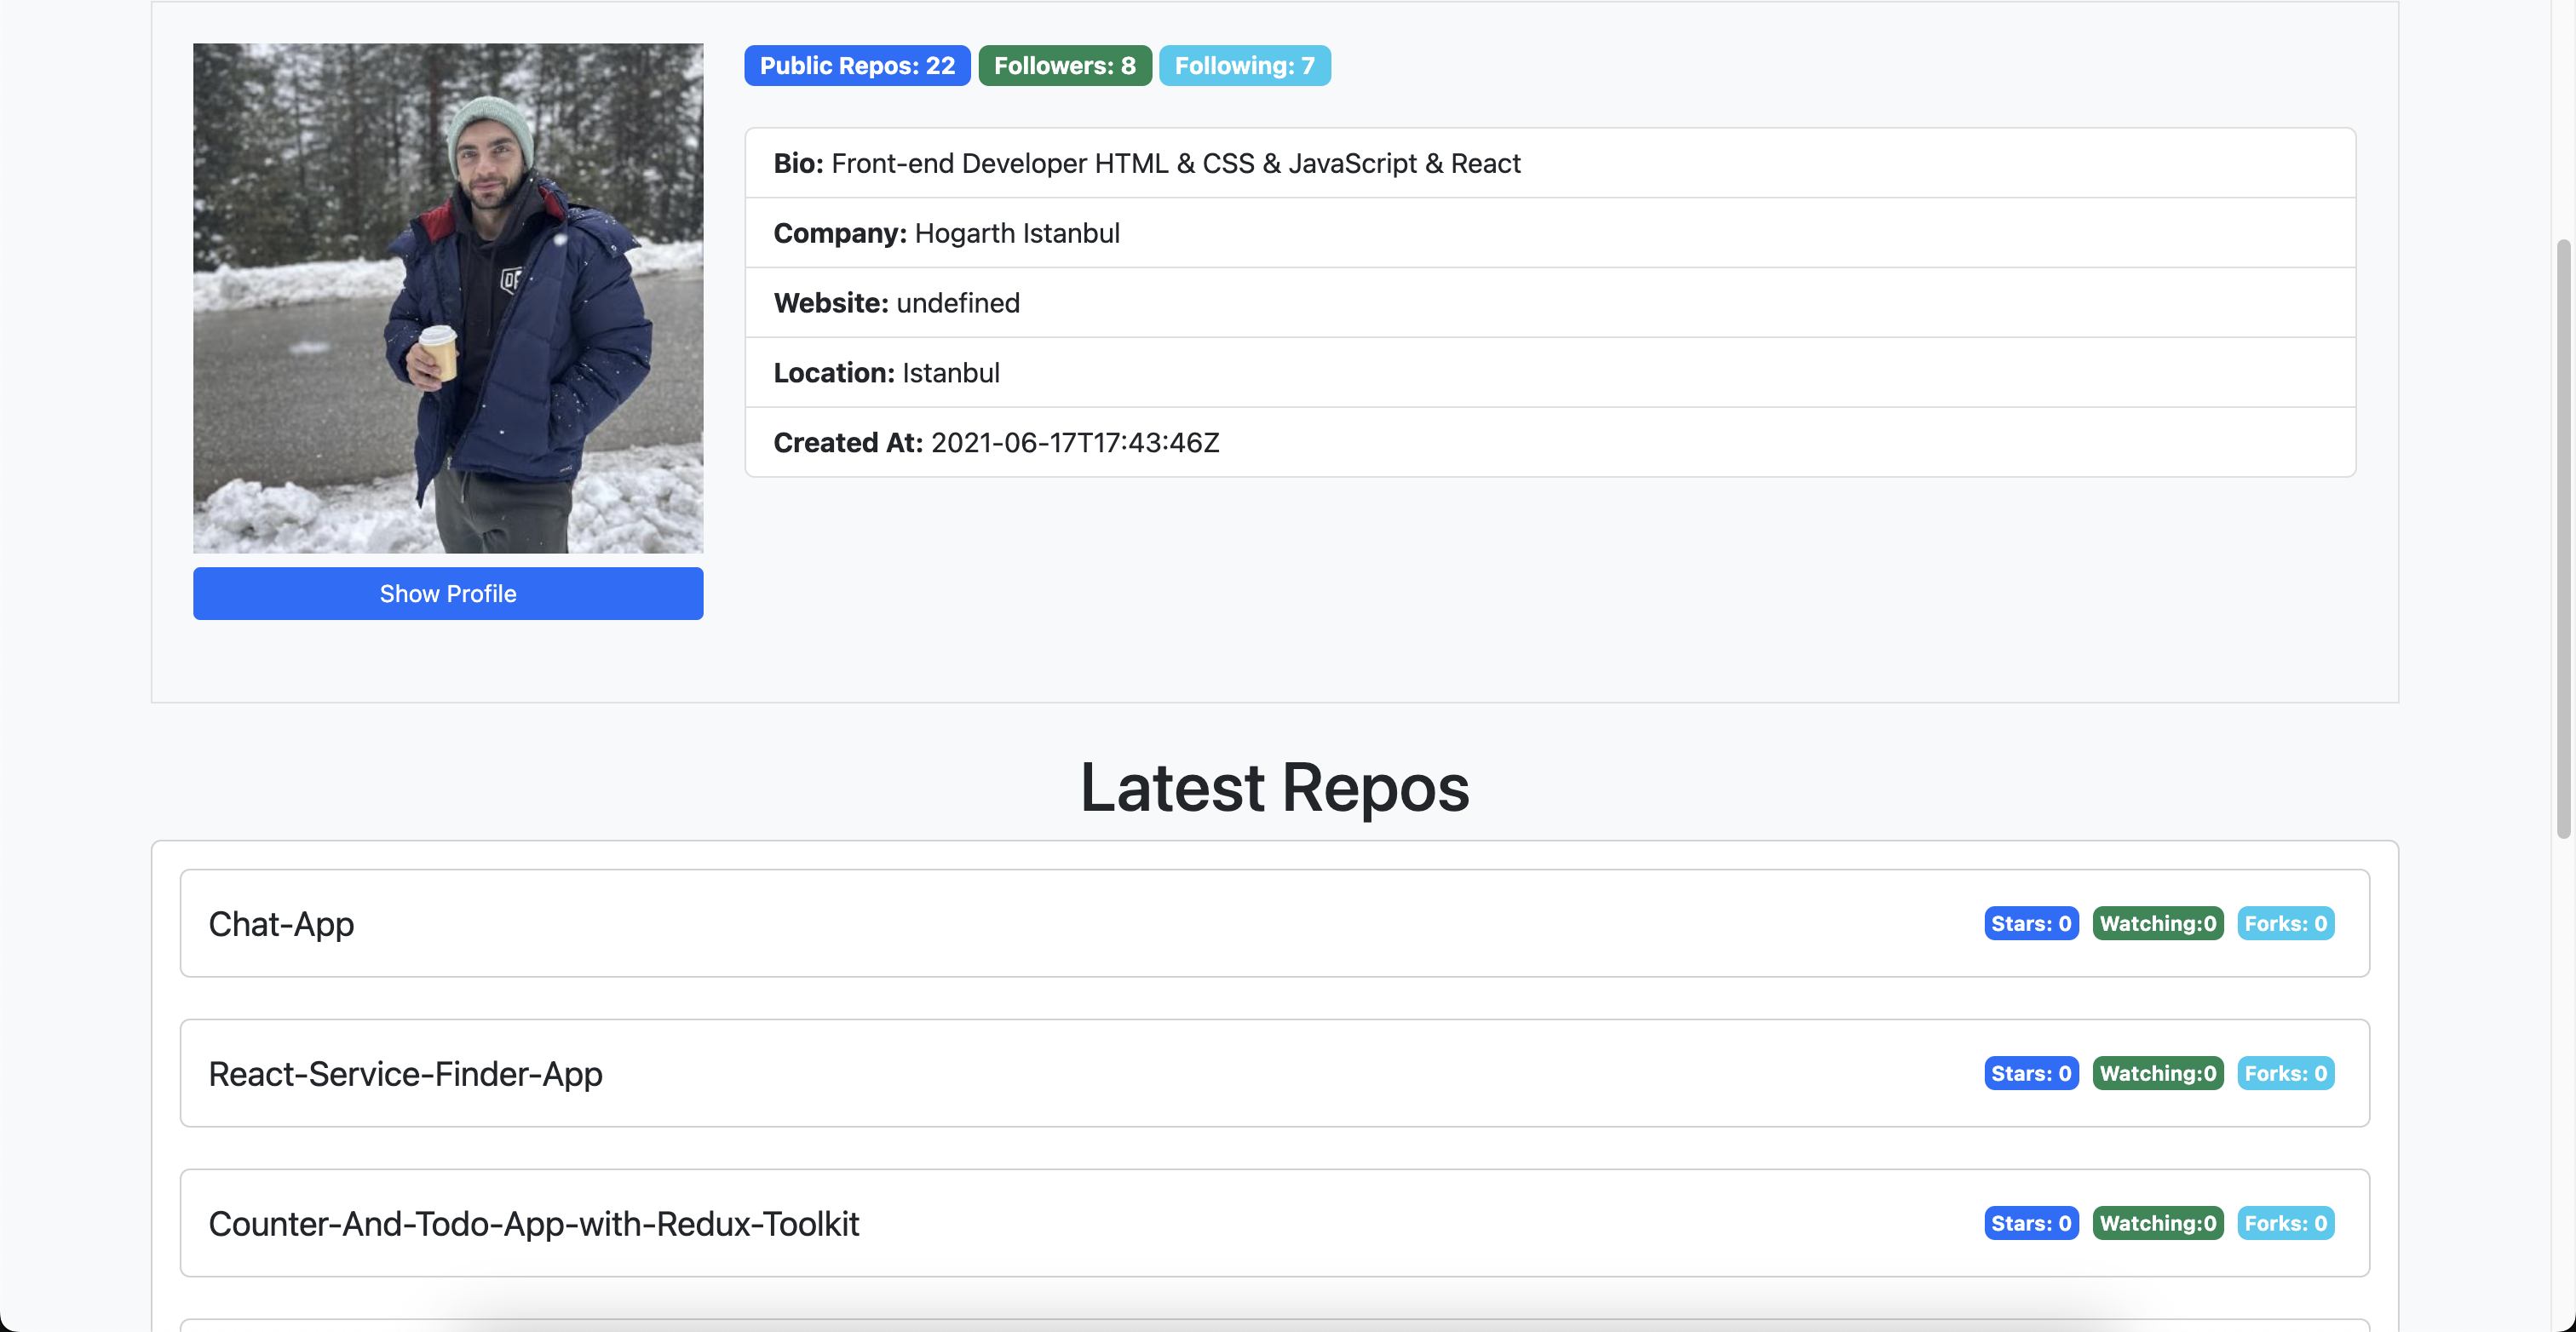 Public Repos: 22 Followers: 8 Following: 7
Bio: Front-end Developer HTML & CSS & JavaScript & React
Company: Hogarth Istanbul
Website: undefined
Location: Istanbul
Created At: 2021-06-17T17:43:46Z
Show Profile
Latest Repos
Chat-App Stars: 0 Watching:0 Forks: 0
React-Service-Finder-App Stars: 0 Watching:0 Forks: 0
Counter-And-Todo-App-with-Redux-Toolkit Stars: 0 Watching:0 Forks: 0